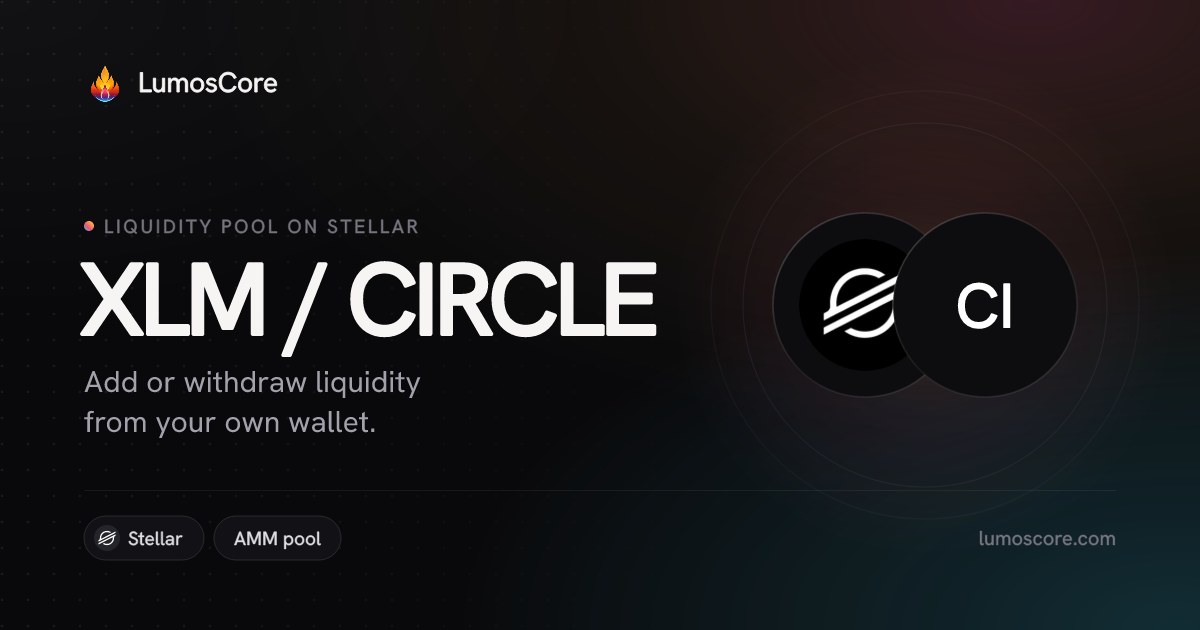 LumosCore
LIQUIDITY POOL ON STELLAR
XLM / CIRCLE
Add or withdraw liquidity
from your own wallet.
CI
Stellar
AMM pool
lumoscore.com